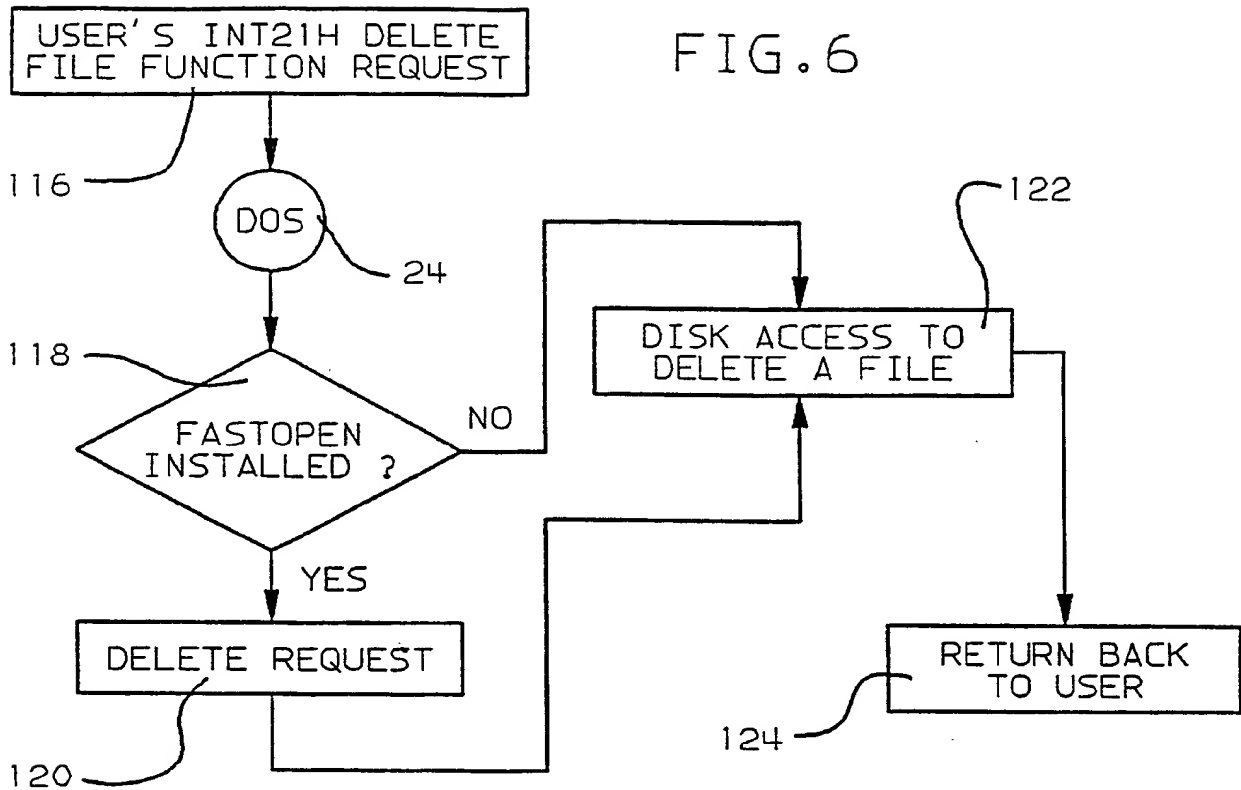 USER'S INT21H DELETE
FILE FUNCTION REQUEST
FIG.6
116
DOS
122
24
DISK ACCESS TO
DELETE A FILE
118
NO
FASTOPEN
INSTALLED ?
YES
DELETE REQUEST
RETURN BACK
TO USER
124
120